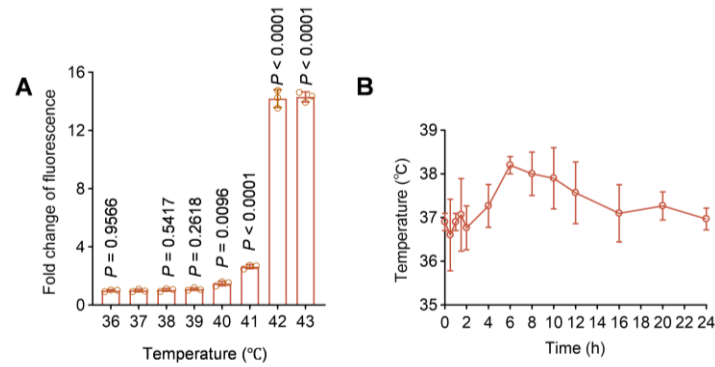 A
Fold change of fluorescence
16
12
8
4
0
P = 0.9566
P = 0.5417
P = 0.2618
P = 0.0096
P < 0.0001
P < 0.0001
P < 0.0001
36 37 38 39 40 41 42 43
Temperature (℃)
B
Temperature (℃)
39
38
37
36
35
0 2 4 6 8 10 12 14 16 18 20 22 24
Time (h)